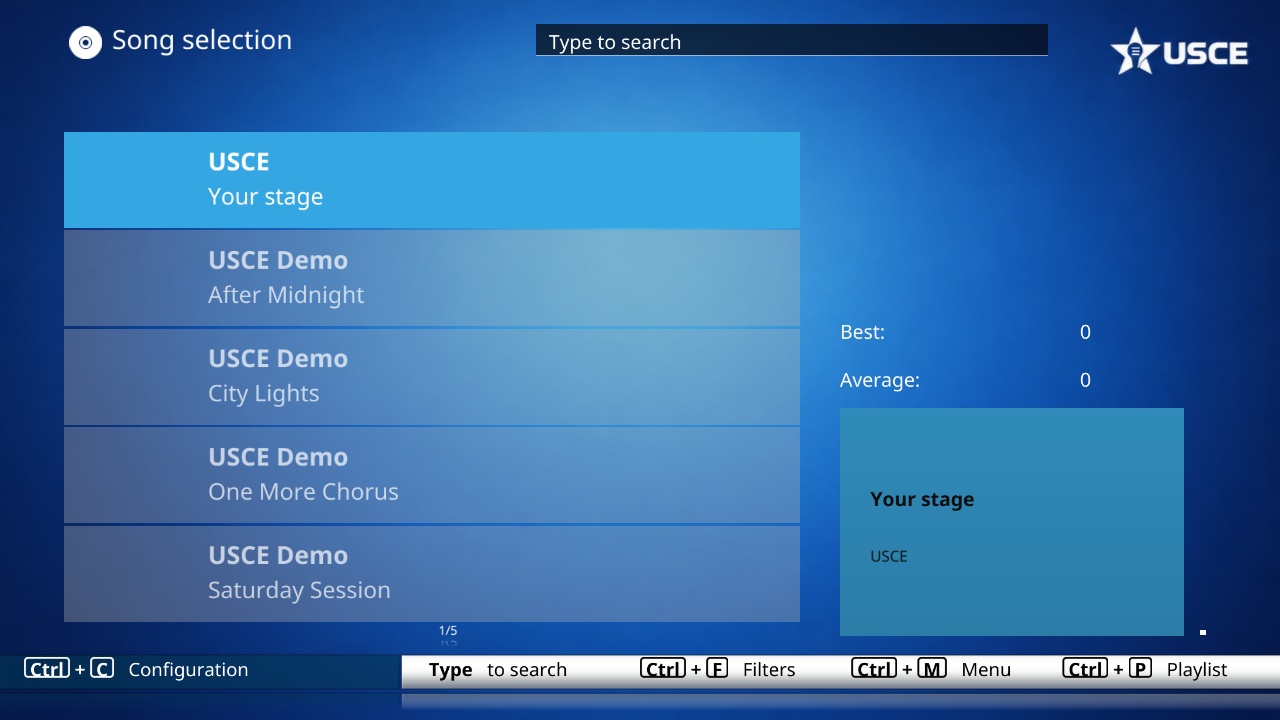 Song selection
Type to search
USCE
USCE
Your stage
USCE Demo
After Midnight
USCE Demo
City Lights
USCE Demo
One More Chorus
USCE Demo
Saturday Session
Best: 0
Average: 0
Your stage
USCE
1/5
Ctrl + C Configuration
Type to search
Ctrl + F Filters
Ctrl + M Menu
Ctrl + P Playlist